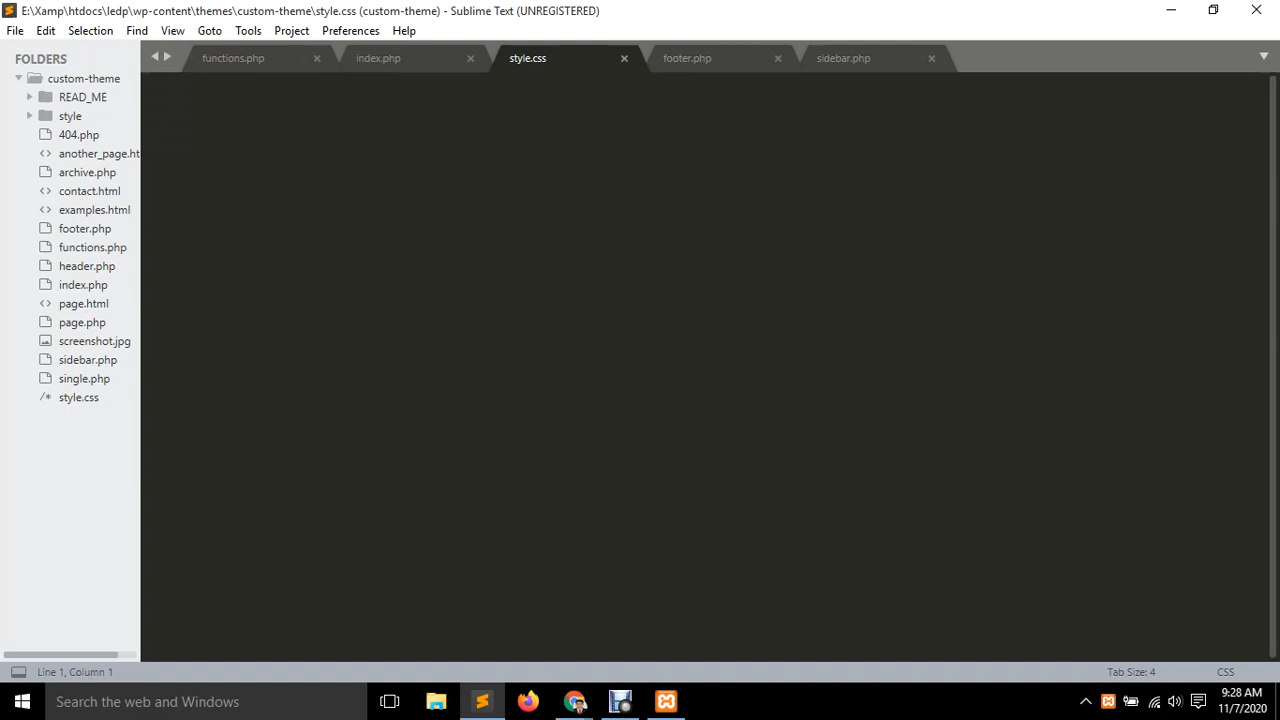 E:\Xamp\htdocs\ledp\wp-content\themes\custom-theme\style.css (custom-theme) - Sublime Text (UNREGISTERED)
File Edit Selection Find View Goto Tools Project Preferences Help
FOLDERS
functions.php index.php style.css footer.php sidebar.php
custom-theme
READ_ME
style
404.php
another_page.ht
archive.php
contact.html
examples.html
footer.php
functions.php
header.php
index.php
page.html
page.php
screenshot.jpg
sidebar.php
single.php
/* style.css
Line 1, Column 1 Tab Size: 4 CSS
Search the web and Windows
9:28 AM
11/7/2020